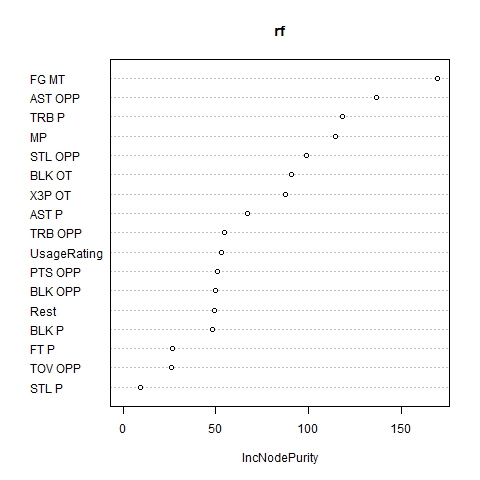 rf
FG MT
AST OPP
TRB P
MP
STL OPP
BLK OT
X3P OT
AST P
TRB OPP
UsageRating
PTS OPP
BLK OPP
Rest
BLK P
FT P
TOV OPP
STL P
0 50 100 150
IncNodePurity